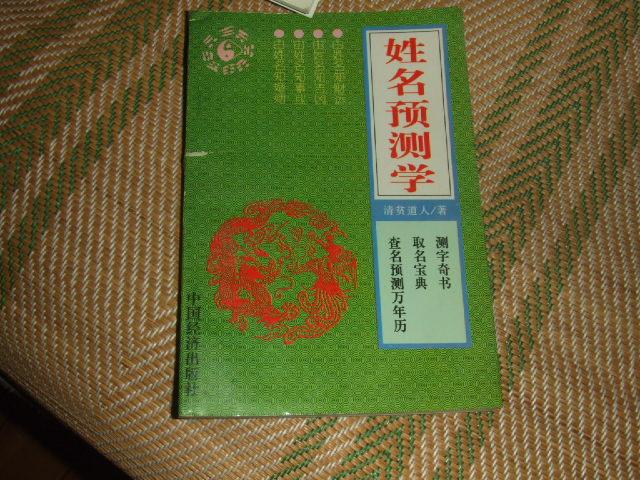 姓名预测学
清贫道人/著
测字奇书
取名宝典
查名预测万年历
中国经济出版社